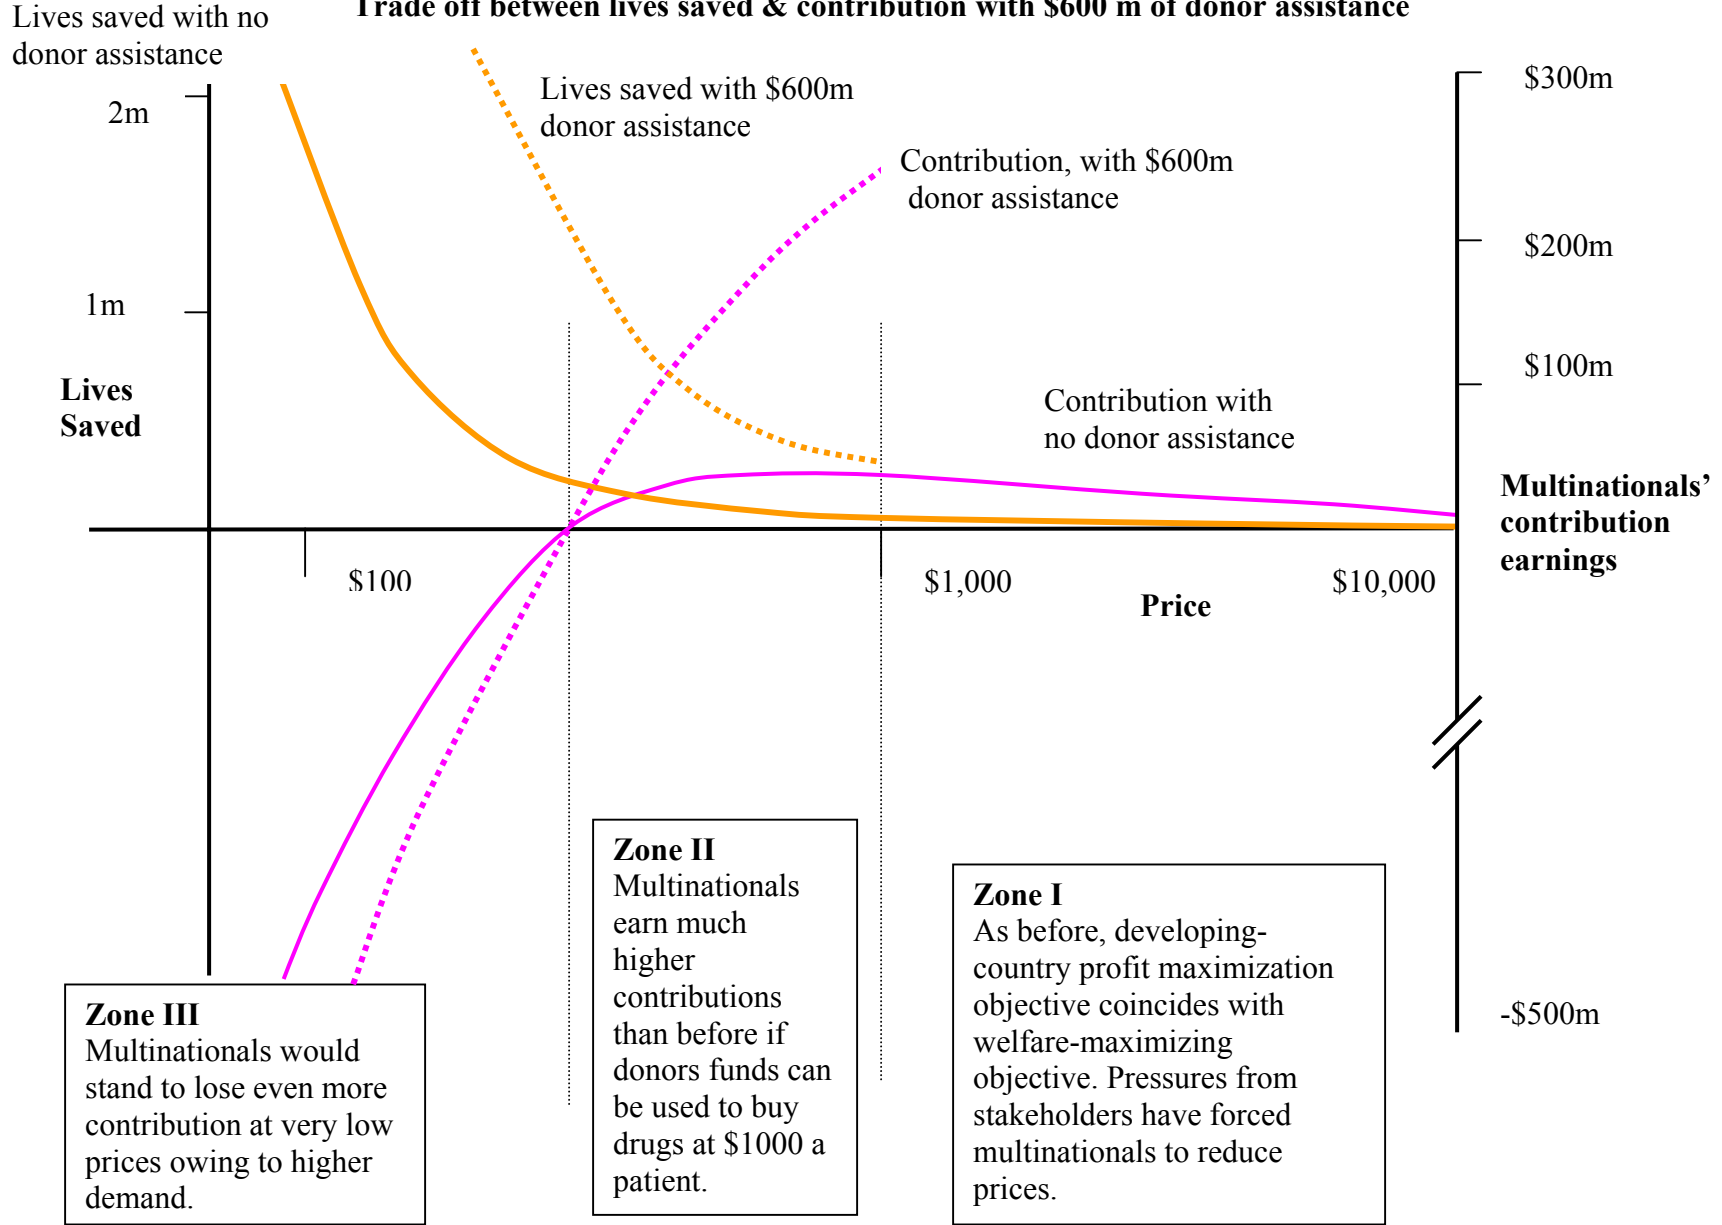 Trade off between lives saved & contribution with $600 m of donor assistance
Lives saved with no
donor assistance
2m
1m
Lives
Saved
Lives saved with $600m
donor assistance
Contribution, with $600m
donor assistance
Contribution with
no donor assistance
$300m
$200m
$100m
Multinationals’
contribution
earnings
$100
$1,000
$10,000
Price
-$500m
Zone III
Multinationals would
stand to lose even more
contribution at very low
prices owing to higher
demand.
Zone II
Multinationals
earn much
higher
contributions
than before if
donors funds can
be used to buy
drugs at $1000 a
patient.
Zone I
As before, developing-
country profit maximization
objective coincides with
welfare-maximizing
objective. Pressures from
stakeholders have forced
multinationals to reduce
prices.